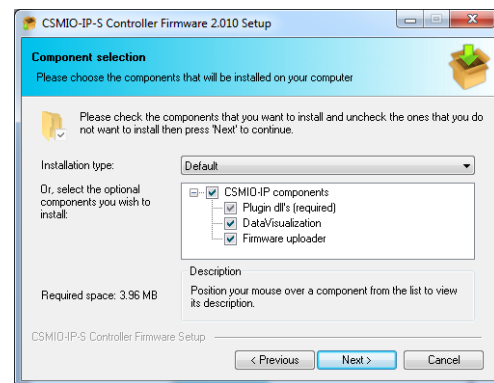 CSMIO-IP-S Controller Firmware 2.010 Setup
Component selection
Please choose the components that will be installed on your computer
Please check the components that you want to install and uncheck the ones that you do
not want to install then press 'Next' to continue.
Installation type:
Default
Or, select the optional
components you wish to
install:
CSMIO-IP components
Plugin dll's (required)
DataVisualization
Firmware uploader
Description
Position your mouse over a component from the list to view
its description.
Required space: 3.96 MB
CSMIO-IP-S Controller Firmware Setup
< Previous
Next >
Cancel